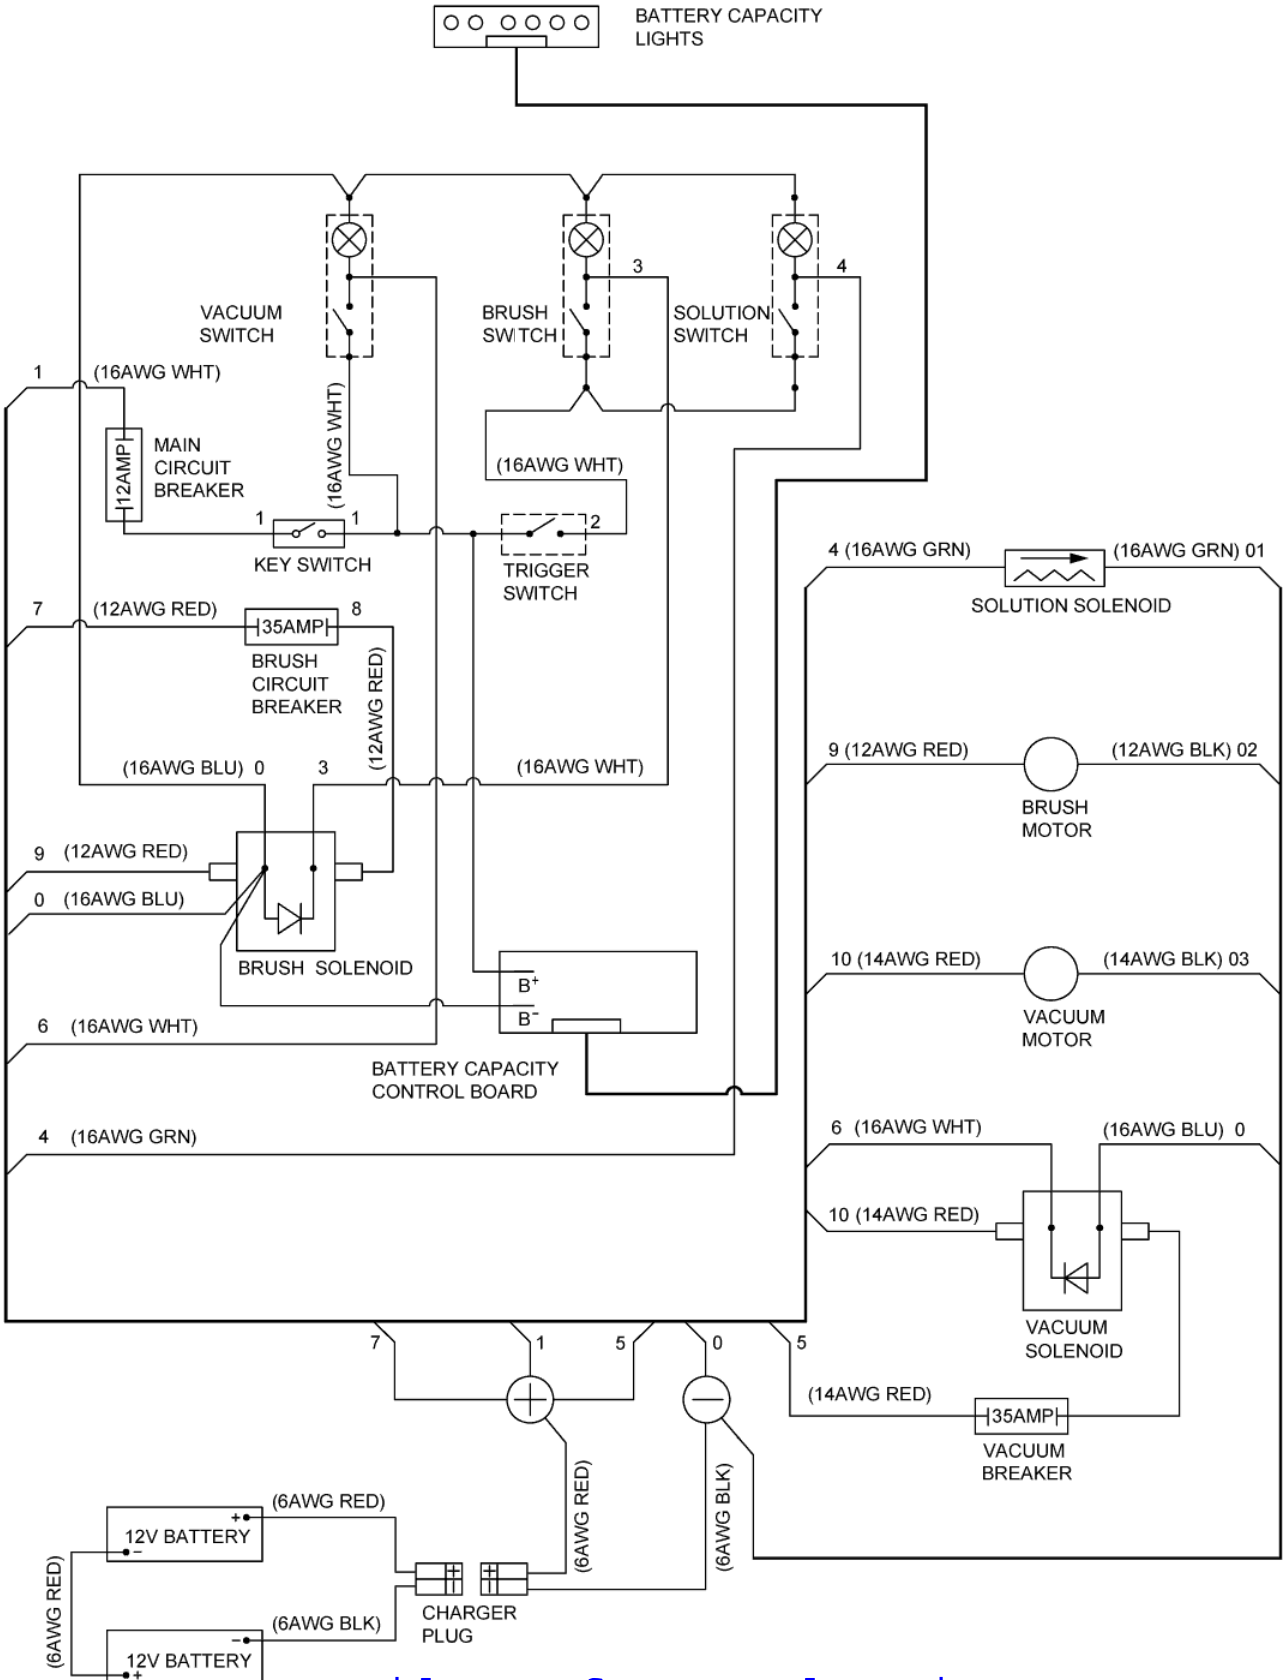 BATTERY CAPACITY
LIGHTS
3
4
VACUUM
SWITCH
BRUSH
SWITCH
SOLUTION
SWITCH
1
(16AWG WHT)
(16AWG WHT)
12AMP
MAIN
CIRCUIT
BREAKER
(16AWG WHT)
1
1
2
KEY SWITCH
TRIGGER
SWITCH
4 (16AWG GRN)
(16AWG GRN) 01
SOLUTION SOLENOID
7
(12AWG RED)
8
35AMP
BRUSH
CIRCUIT
BREAKER
(12AWG RED)
9 (12AWG RED)
(12AWG BLK) 02
BRUSH
MOTOR
(16AWG BLU) 0
3
(16AWG WHT)
9
(12AWG RED)
0
(16AWG BLU)
BRUSH SOLENOID
B+
B-
BATTERY CAPACITY
CONTROL BOARD
10 (14AWG RED)
(14AWG BLK) 03
VACUUM
MOTOR
6
(16AWG WHT)
4
(16AWG GRN)
6 (16AWG WHT)
(16AWG BLU) 0
10 (14AWG RED)
VACUUM
SOLENOID
7
1
5
0
5
+
−
(14AWG RED)
35AMP
VACUUM
BREAKER
(6AWG RED)
(6AWG BLK)
(6AWG RED)
+
12V BATTERY
-
(6AWG RED)
+
+
CHARGER
PLUG
(6AWG BLK)
-
12V BATTERY
+